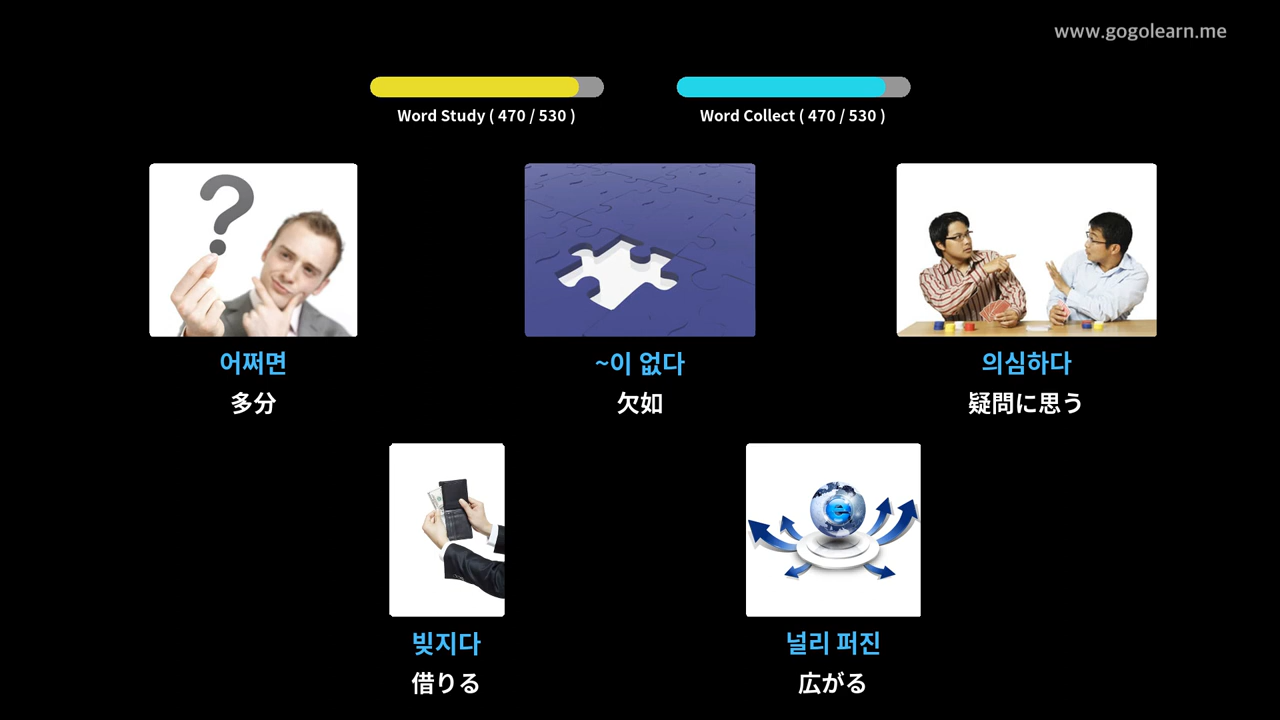 www.gogolearn.me
Word Study ( 470 / 530 )
Word Collect ( 470 / 530 )
어쩌면
多分
~이 없다
欠如
의심하다
疑問に思う
빚지다
借りる
널리 퍼진
広がる